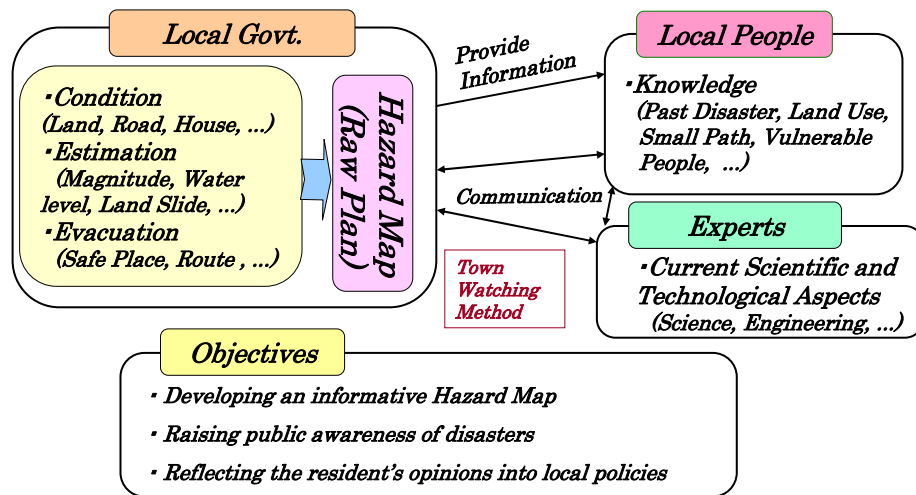 Local Govt.
・Condition
(Land, Road, House, ...)
・Estimation
(Magnitude, Water
level, Land Slide, ...)
・Evacuation
(Safe Place, Route , ...)
Hazard Map
(Raw Plan)
Provide
Information
Communication
Town
Watching
Method
Local People
・Knowledge
(Past Disaster, Land Use,
Small Path, Vulnerable
People,  ...)
Experts
・Current Scientific and
Technological Aspects
(Science, Engineering, ...)
Objectives
・Developing an informative Hazard Map
・Raising public awareness of disasters
・Reflecting the resident's opinions into local policies